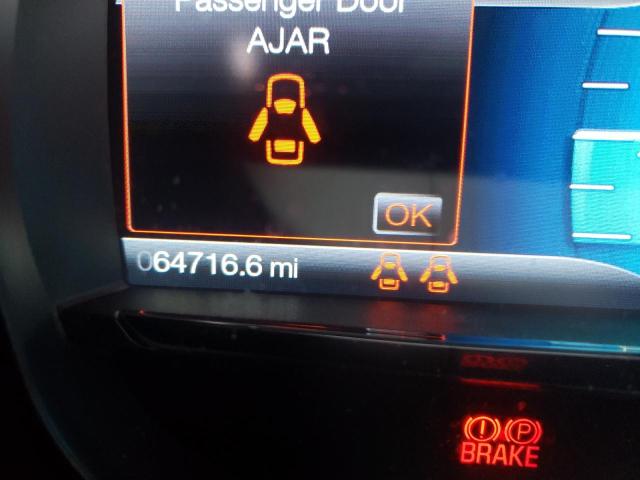 Passenger Door
AJAR
OK
064716.6 mi
(!) (P)
BRAKE